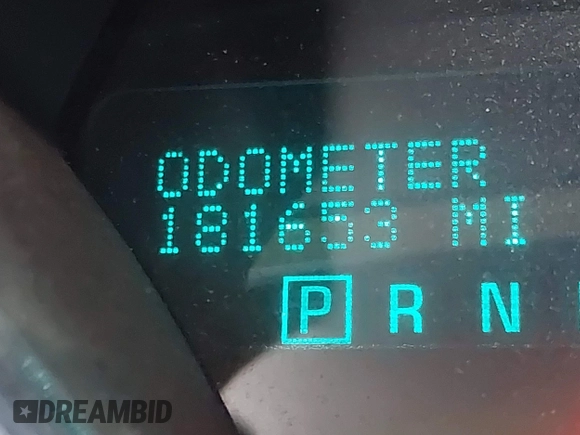 ODOMETER
181653 MI
P R N
DREAMBID